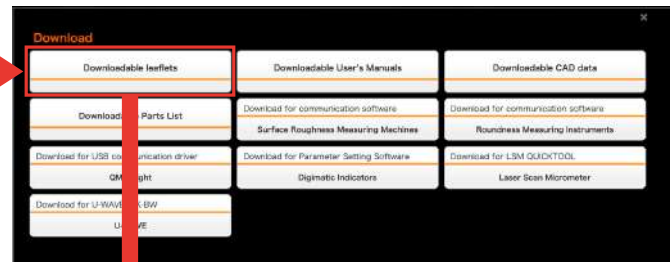 Download
Downloadable leaflets
Downloadable User's Manuals
Downloadable CAD data
Parts List
Download for communication software
Surface Roughness Measuring Machines
Download for communication software
Roundness Measuring Instruments
Download for USB communication driver
Download for Parameter Setting Software
Digimatic Indicators
Download for LSM QUICKTOOL
Laser Scan Micrometer
Download for